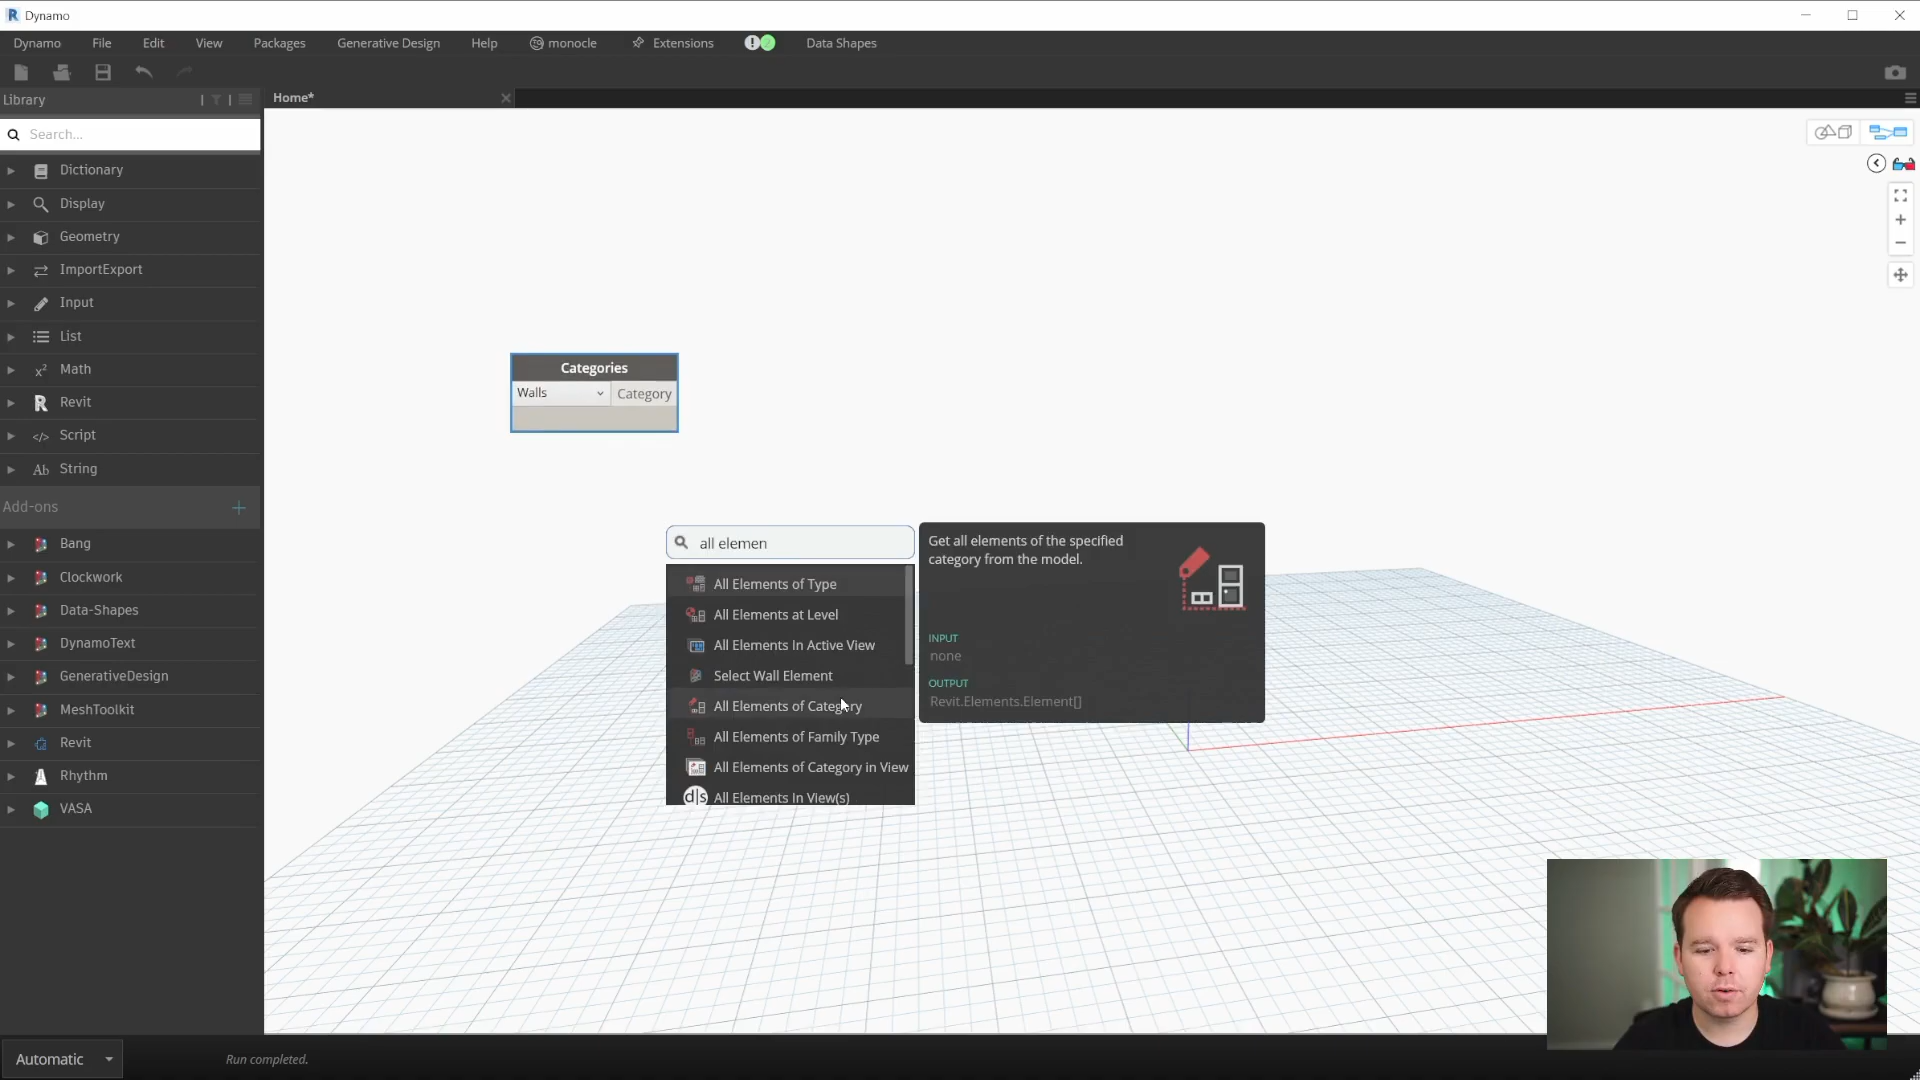 Dynamo
Dynamo File Edit View Packages Generative Design Help monocle Extensions ! 2 Data Shapes
Library
Home*
Search...
Dictionary
Display
Geometry
ImportExport
Input
List
Math
Revit
Script
String
Add-ons
Bang
Clockwork
Data-Shapes
DynamoText
GenerativeDesign
MeshToolkit
Revit
Rhythm
VASA
Categories
Walls Category
all elemen
All Elements of Type
All Elements at Level
All Elements In Active View
Select Wall Element
All Elements of Category
All Elements of Family Type
All Elements of Category in View
d|s All Elements In View(s)
Get all elements of the specified
category from the model.
INPUT
none
OUTPUT
Revit.Elements.Element[]
Automatic
Run completed.